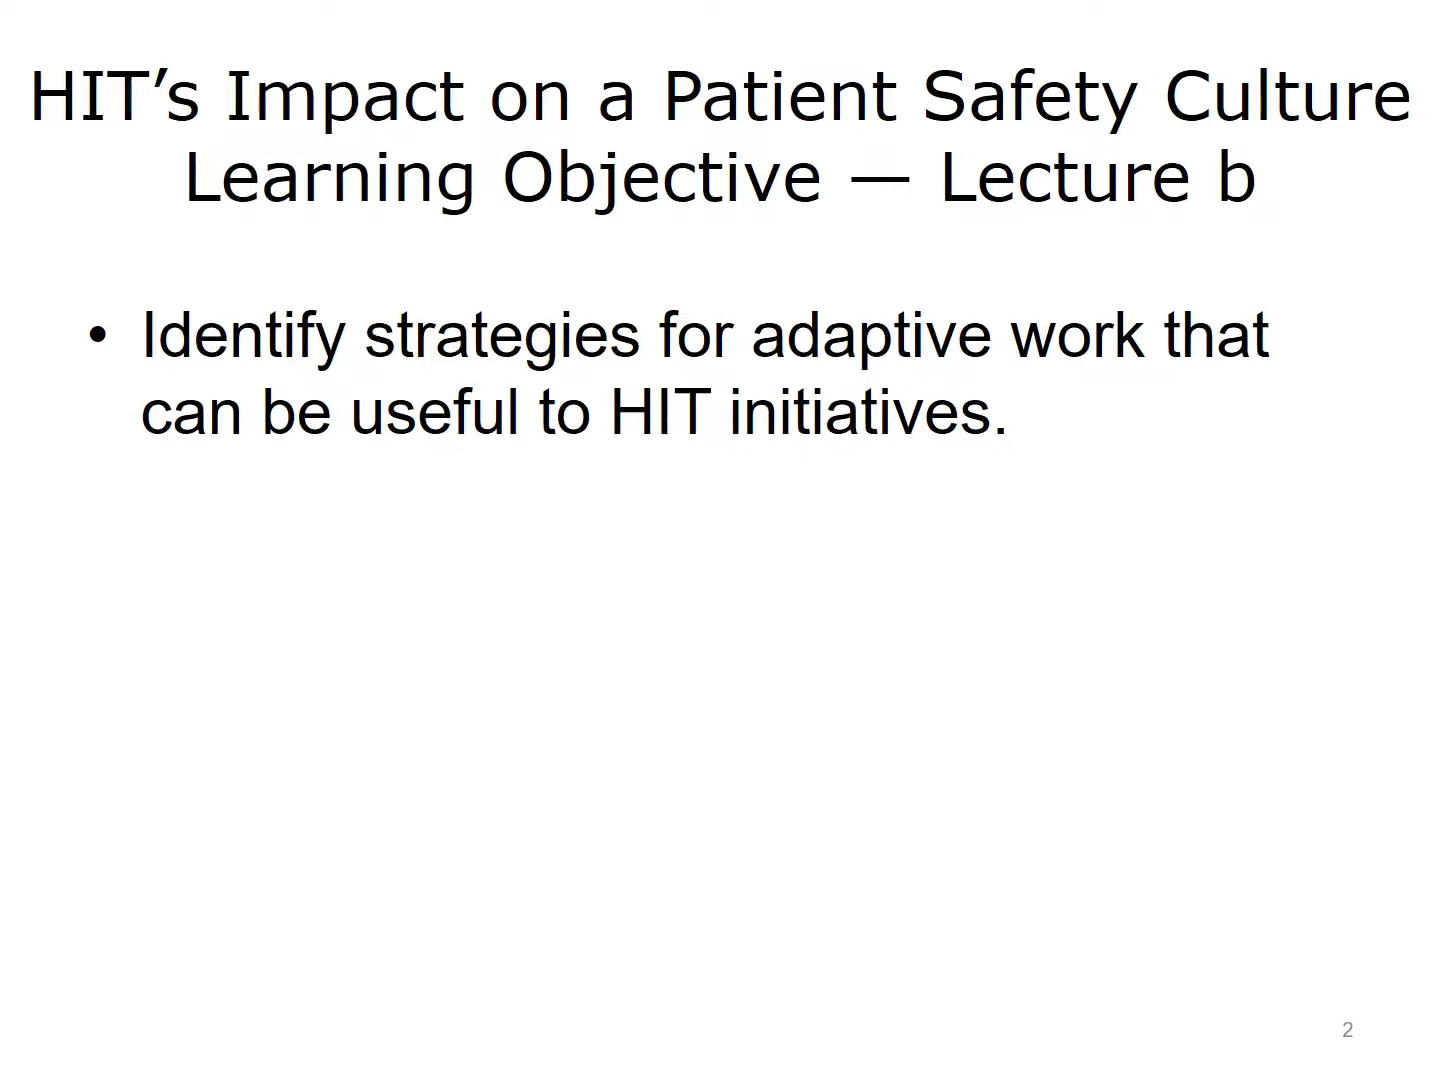 HIT’s Impact on a Patient Safety Culture
Learning Objective — Lecture b
• Identify strategies for adaptive work that
can be useful to HIT initiatives.
2